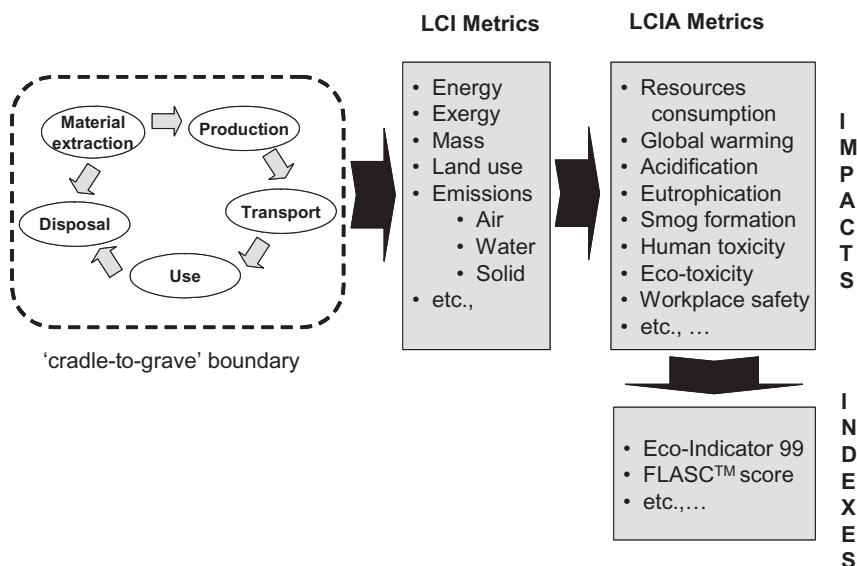 LCI Metrics
LCIA Metrics
Material
extraction
Production
Transport
Use
Disposal
'cradle-to-grave' boundary
• Energy
• Exergy
• Mass
• Land use
• Emissions
• Air
• Water
• Solid
• etc.,
• Resources
consumption
• Global warming
• Acidification
• Eutrophication
• Smog formation
• Human toxicity
• Eco-toxicity
• Workplace safety
• etc., …
I
M
P
A
C
T
S
• Eco-Indicator 99
• FLASC™ score
• etc.,…
I
N
D
E
X
E
S